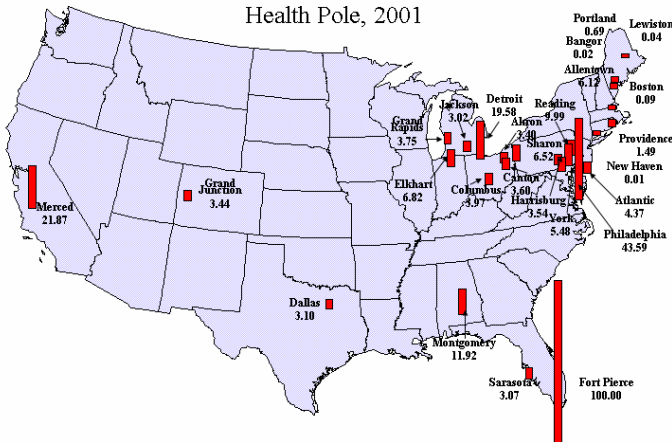 Health Pole, 2001
Portland
0.69
Lewiston
0.04
Bangor
0.02
Allentown
6.12
Boston
0.09
Jackson
3.02
Detroit
19.58
Reading
9.99
Grand
Rapids
3.75
Akron
3.40
Sharon
6.52
Providence
1.49
New Haven
0.01
Elkhart
6.82
Columbus
3.97
Canton
3.60
Harrisburg
3.54
Atlantic
4.37
York
5.48
Philadelphia
43.59
Merced
21.87
Grand
Junction
3.44
Dallas
3.10
Montgomery
11.92
Sarasota
3.07
Fort Pierce
100.00